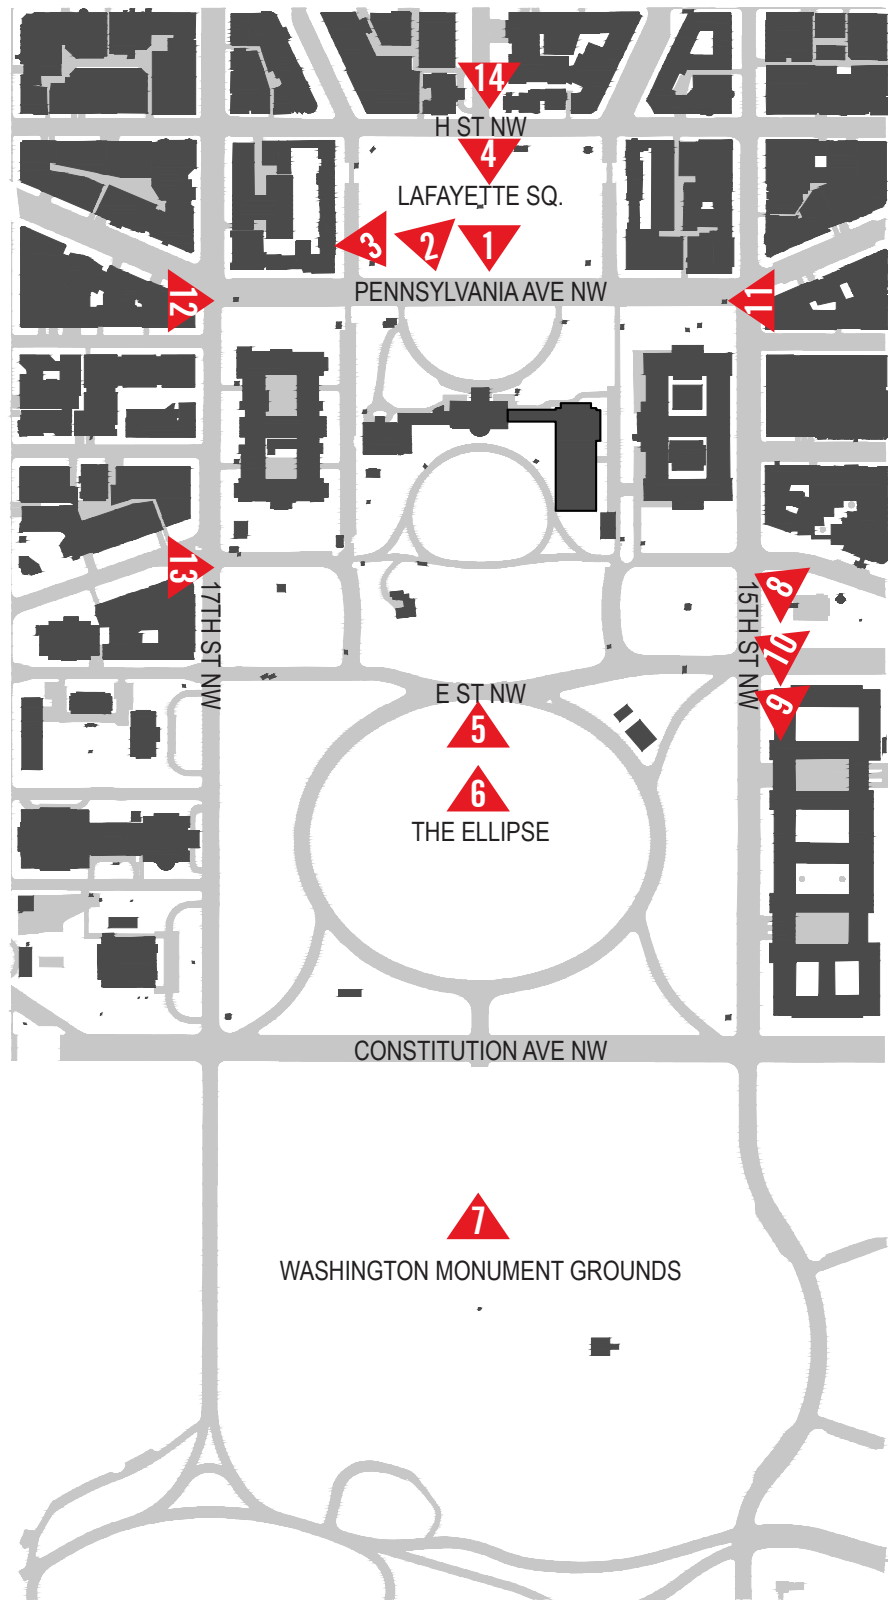 14
H ST NW
4
LAFAYETTE SQ.
3
2
1
PENNSYLVANIA AVE NW
12
11
13
17TH ST NW
8
15TH ST NW
10
9
E ST NW
5
6
THE ELLIPSE
CONSTITUTION AVE NW
7
WASHINGTON MONUMENT GROUNDS